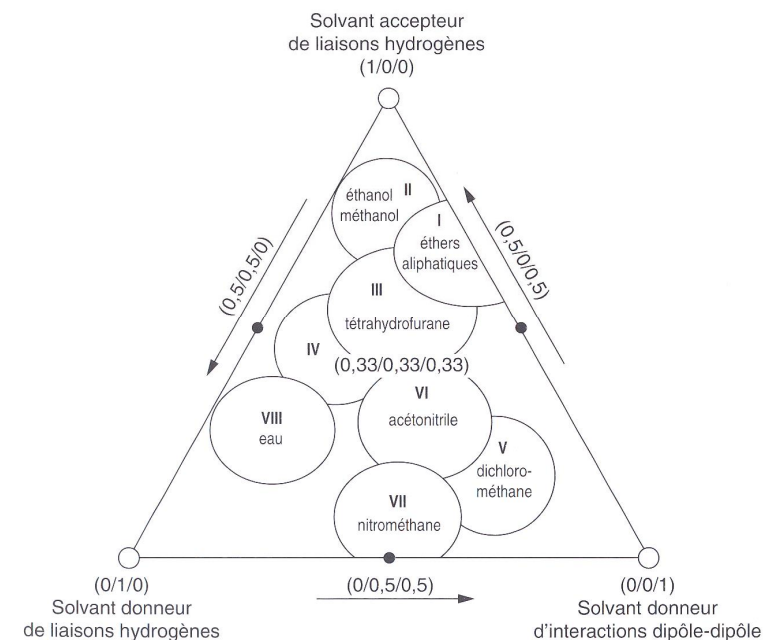 Solvant accepteur
de liaisons hydrogènes
(1/0/0)
II
éthanol
méthanol
I
éthers
aliphatiques
(0,5/0,5/0)
(0,5/0/0,5)
III
tétrahydrofurane
IV
(0,33/0,33/0,33)
VI
acétonitrile
VIII
eau
V
dichloro-
méthane
VII
nitrométhane
(0/1/0)
(0/0,5/0,5)
(0/0/1)
Solvant donneur
de liaisons hydrogènes
Solvant donneur
d'interactions dipôle-dipôle